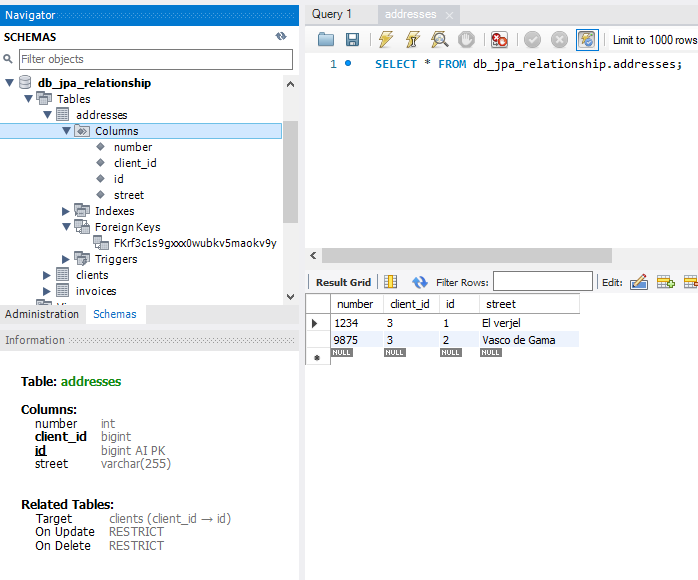 Navigator
SCHEMAS
Filter objects
db_jpa_relationship
Tables
addresses
Columns
number
client_id
id
street
Indexes
Foreign Keys
FKrf3c1s9gxxx0wubkv5maokv9y
Triggers
clients
invoices
Administration Schemas
Information
Table: addresses
Columns:
number int
client_id bigint
id bigint AI PK
street varchar(255)
Related Tables:
Target clients (client_id → id)
On Update RESTRICT
On Delete RESTRICT
Query 1 addresses
Limit to 1000 rows
1 SELECT * FROM db_jpa_relationship.addresses;
Result Grid Filter Rows: Edit:
number client_id id street
1234 3 1 El verjel
9875 3 2 Vasco de Gama
NULL NULL NULL NULL